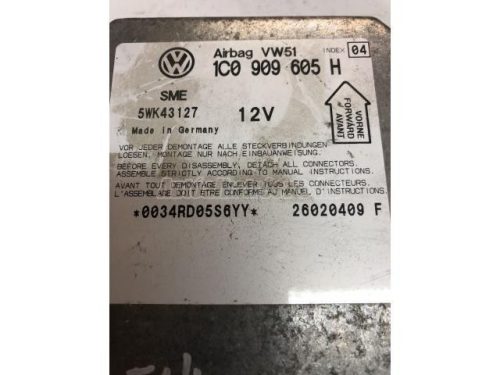 Airbag VW51 INDEX 04
1C0 909 605 H
SME
5WK43127 12V
Made in Germany
VORNE
FORWARD
AVANT
VOR JEDER DEMONTAGE ALLE STECKVERBINDUNGEN
LOESEN, MONTAGE NUR NACH EINBAUANWEISUNG.
BEFORE EVERY DISASSEMBLY, DETACH ALL CONNECTORS.
ASSEMBLE STRICTLY ACCORDING TO MANUAL INSTRUCTIONS.
AVANT TOUT DEMONTAGE ENLEVER TOUS LES CONNECTEURS.
L'ASSEMBLAGE DOIT ETRE CONFORME AU MANUEL D'INSTRUCTIONS.
*0034RD05S6YY* 26020409 F